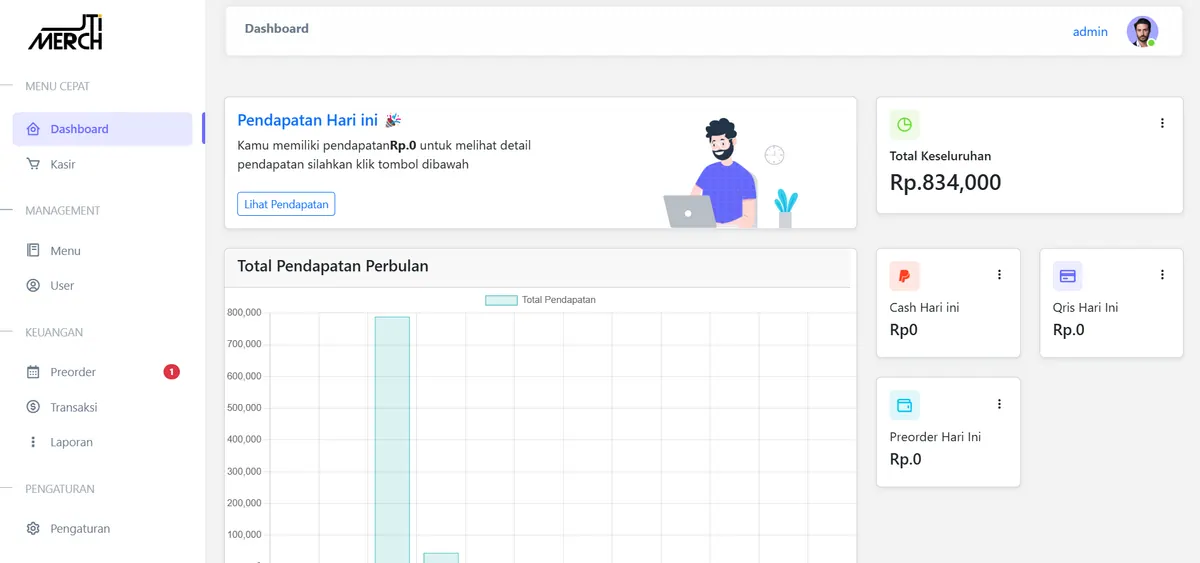 JTI
MERCH
MENU CEPAT
Dashboard
Kasir
MANAGEMENT
Menu
User
KEUANGAN
Preorder
1
Transaksi
Laporan
PENGATURAN
Pengaturan
Dashboard
admin
Pendapatan Hari ini 🎉
Kamu memiliki pendapatanRp.0 untuk melihat detail
pendapatan silahkan klik tombol dibawah
Lihat Pendapatan
Total Keseluruhan
Rp.834,000
Total Pendapatan Perbulan
Total Pendapatan
800,000
700,000
600,000
500,000
400,000
300,000
200,000
100,000
Cash Hari ini
Rp0
Qris Hari Ini
Rp.0
Preorder Hari Ini
Rp.0